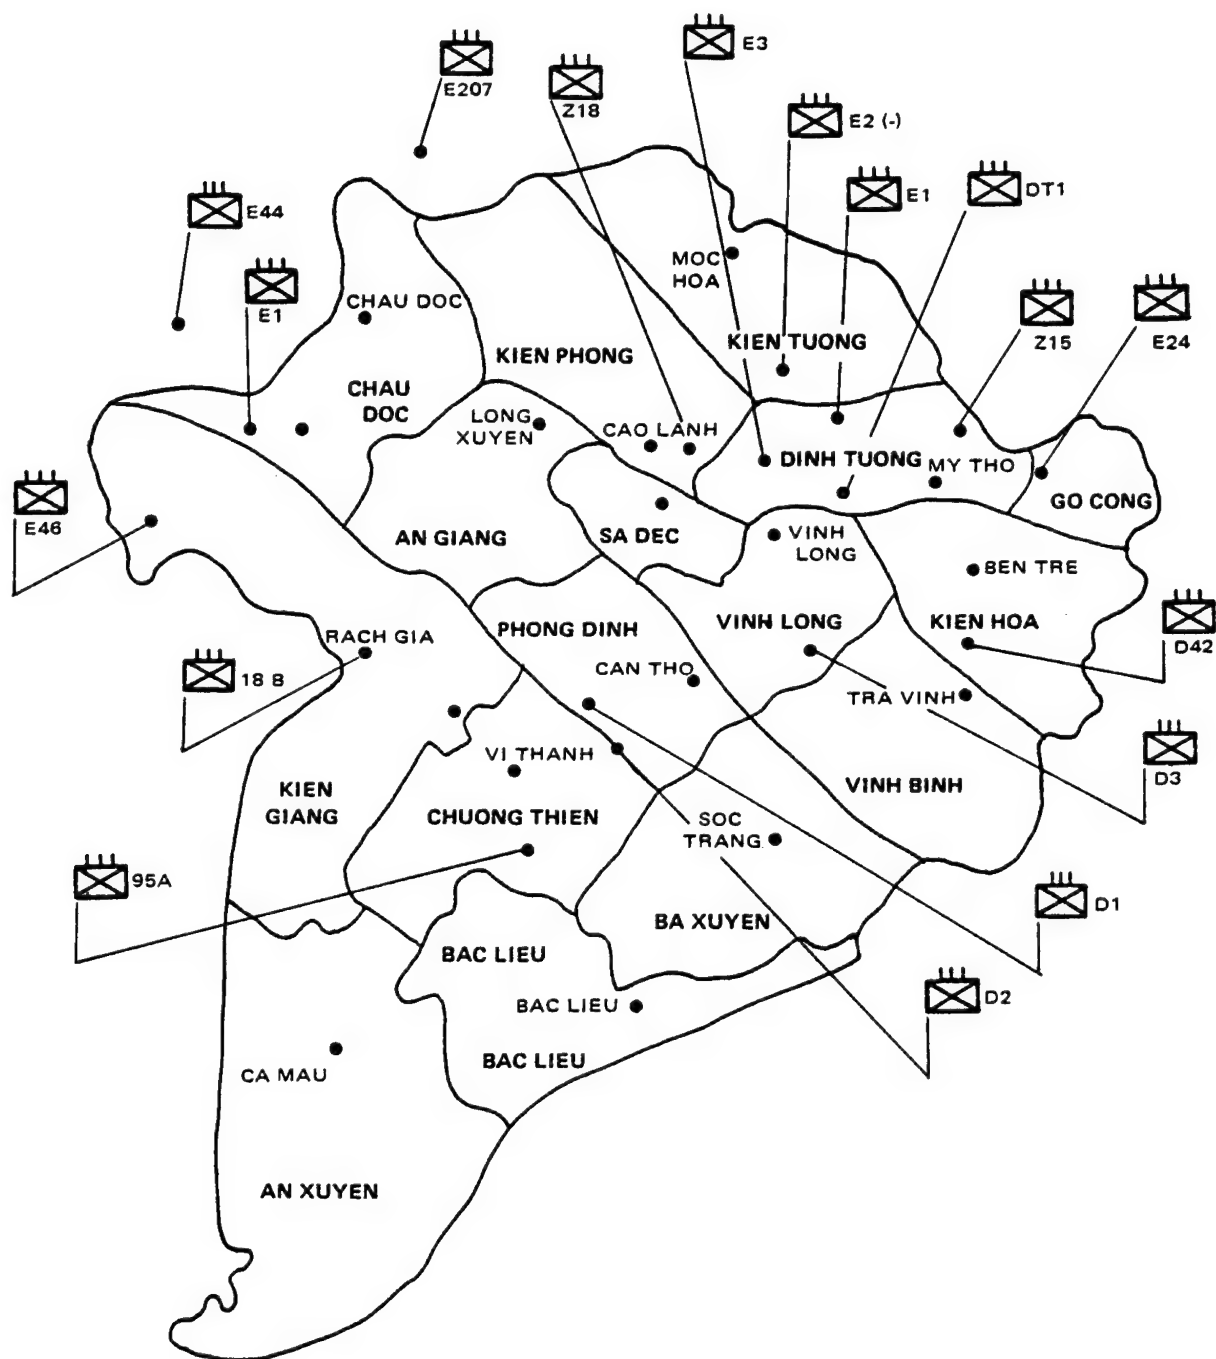 E3
E207
Z18
E2 (-)
E1
DT1
E44
MOC
HOA
CHAU DOC
E1
Z15
E24
KIEN TUONG
KIEN PHONG
CHAU
DOC
LONG
XUYEN
CAO LANH
DINH TUONG
MY THO
GO CONG
E46
AN GIANG
SA DEC
VINH
LONG
BEN TRE
RACH GIA
PHONG DINH
VINH LONG
KIEN HOA
D42
18 B
CAN THO
TRA VINH
VI THANH
D3
KIEN
GIANG
CHUONG THIEN
VINH BINH
SOC
TRANG
95A
D1
BA XUYEN
BAC LIEU
BAC LIEU
D2
BAC LIEU
CA MAU
AN XUYEN